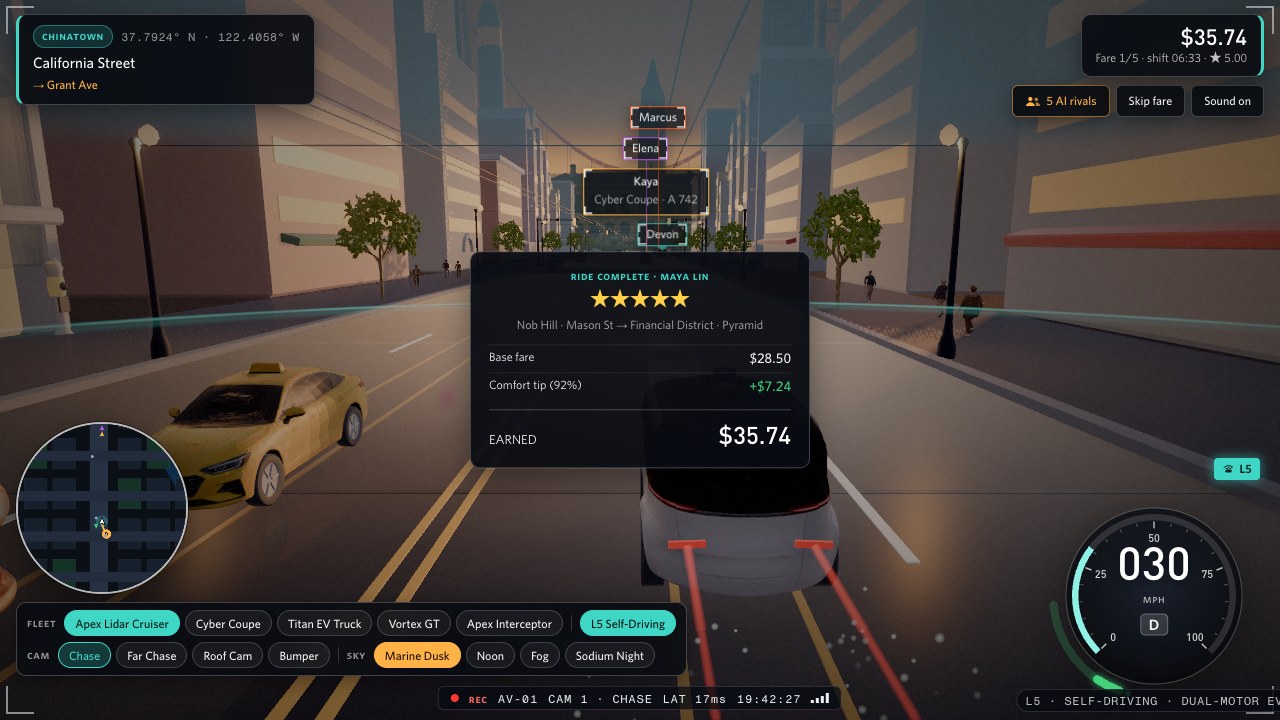 CHINATOWN 37.7924° N · 122.4058° W
California Street
→ Grant Ave
$35.74
Fare 1/5 · shift 06:33 · ★ 5.00
5 AI rivals Skip fare Sound on
Marcus
Elena
Kaya
Cyber Coupe · A 742
Devon
RIDE COMPLETE · MAYA LIN
★★★★★
Nob Hill · Mason St → Financial District · Pyramid
Base fare $28.50
Comfort tip (92%) +$7.24
EARNED $35.74
L5
50
25 030 75
MPH
D
0 100
FLEET Apex Lidar Cruiser Cyber Coupe Titan EV Truck Vortex GT Apex Interceptor L5 Self-Driving
CAM Chase Far Chase Roof Cam Bumper SKY Marine Dusk Noon Fog Sodium Night
REC AV-01 CAM 1 · CHASE LAT 17ms 19:42:27
L5 · SELF-DRIVING · DUAL-MOTOR